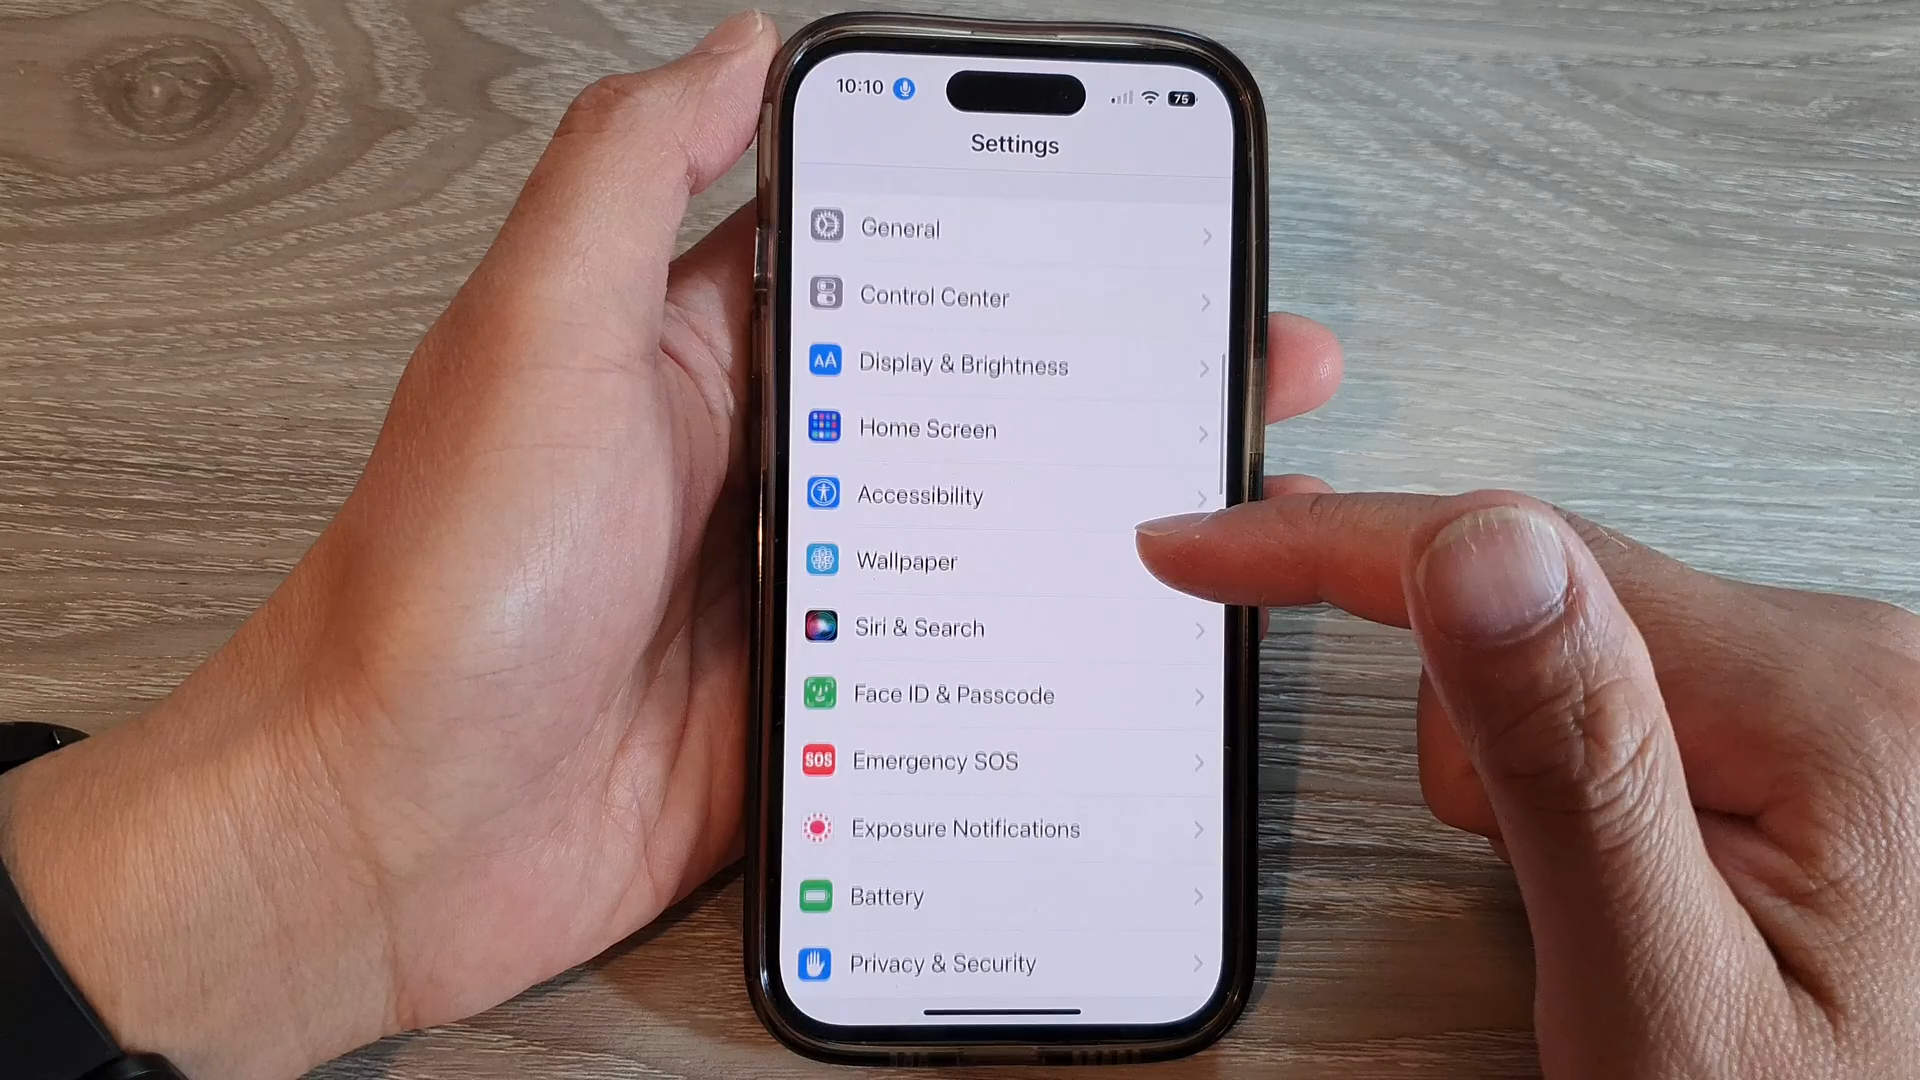 10:10
75
Settings
General
Control Center
AA Display & Brightness
Home Screen
Accessibility
Wallpaper
Siri & Search
Face ID & Passcode
SOS Emergency SOS
Exposure Notifications
Battery
Privacy & Security